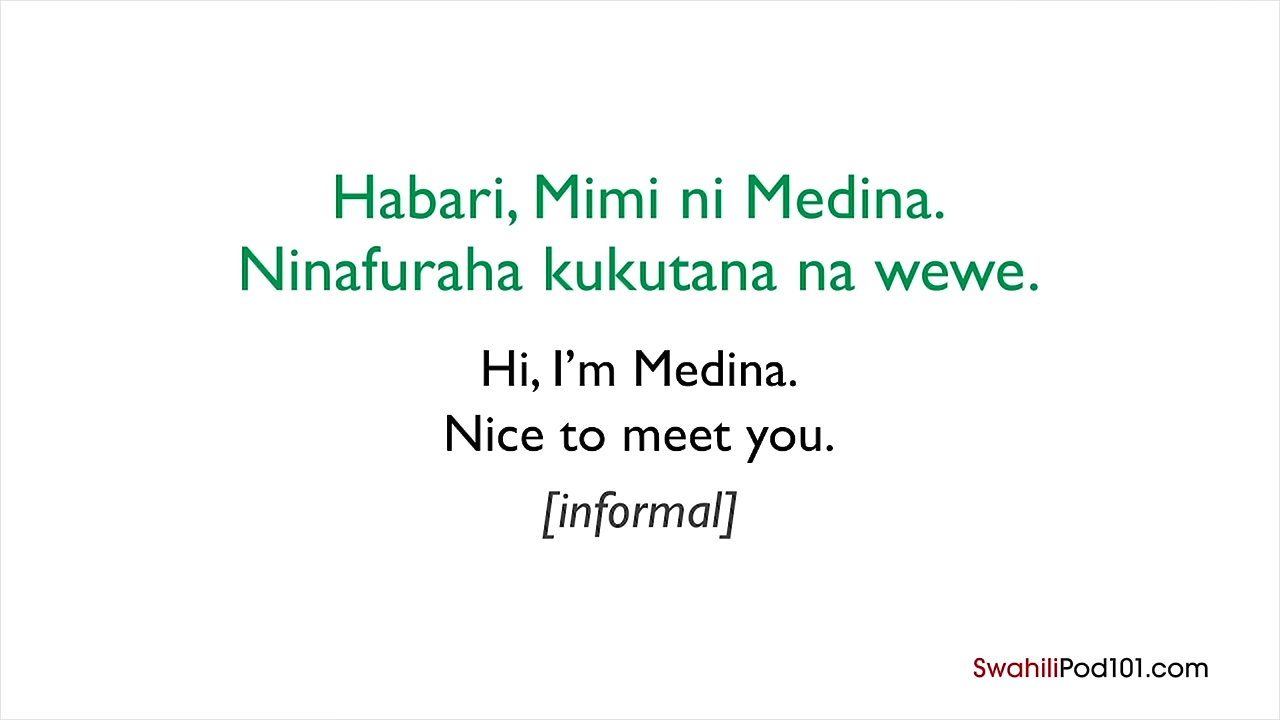 Habari, Mimi ni Medina.
Ninafuraha kukutana na wewe.
Hi, I’m Medina.
Nice to meet you.
[informal]
SwahiliPod101.com